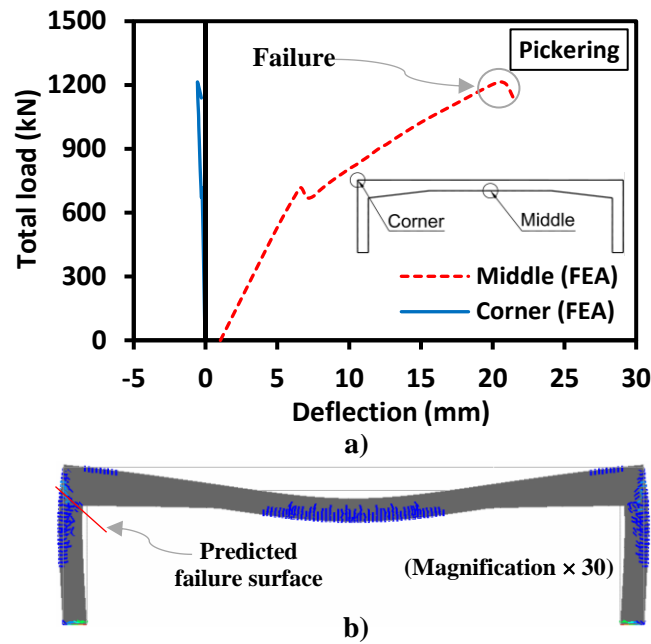 1500
1200
900
600
300
0
Total load (kN)
Failure
Pickering
Corner
Middle
Middle (FEA)
Corner (FEA)
-5 0 5 10 15 20 25 30
Deflection (mm)
a)
Predicted
failure surface
(Magnification × 30)
b)